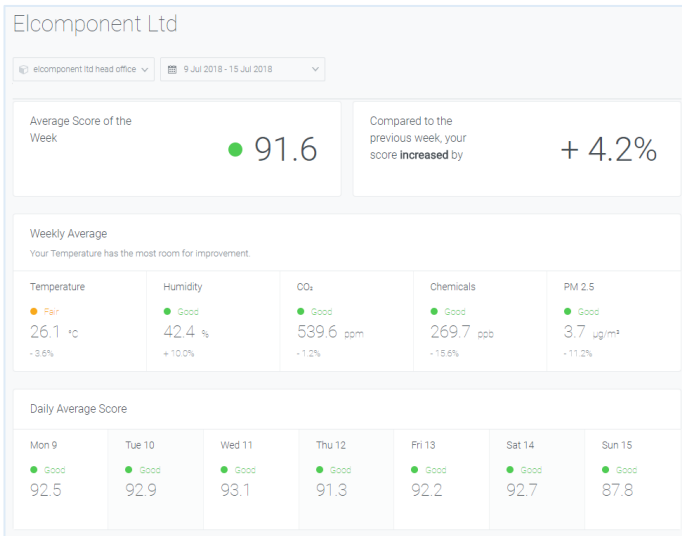 Elcomponent Ltd
elcomponent ltd head office
9 Jul 2018 - 15 Jul 2018
Average Score of the
Week
91.6
Compared to the
previous week, your
score increased by
+ 4.2%
Weekly Average
Your Temperature has the most room for improvement.
Temperature Humidity CO₂ Chemicals PM 2.5
Fair Good Good Good Good
26.1 °C 42.4 % 539.6 ppm 269.7 ppb 3.7 µg/m³
- 3.6% + 10.0% - 1.2% - 15.6% - 11.2%
Daily Average Score
Mon 9 Tue 10 Wed 11 Thu 12 Fri 13 Sat 14 Sun 15
Good Good Good Good Good Good Good
92.5 92.9 93.1 91.3 92.2 92.7 87.8